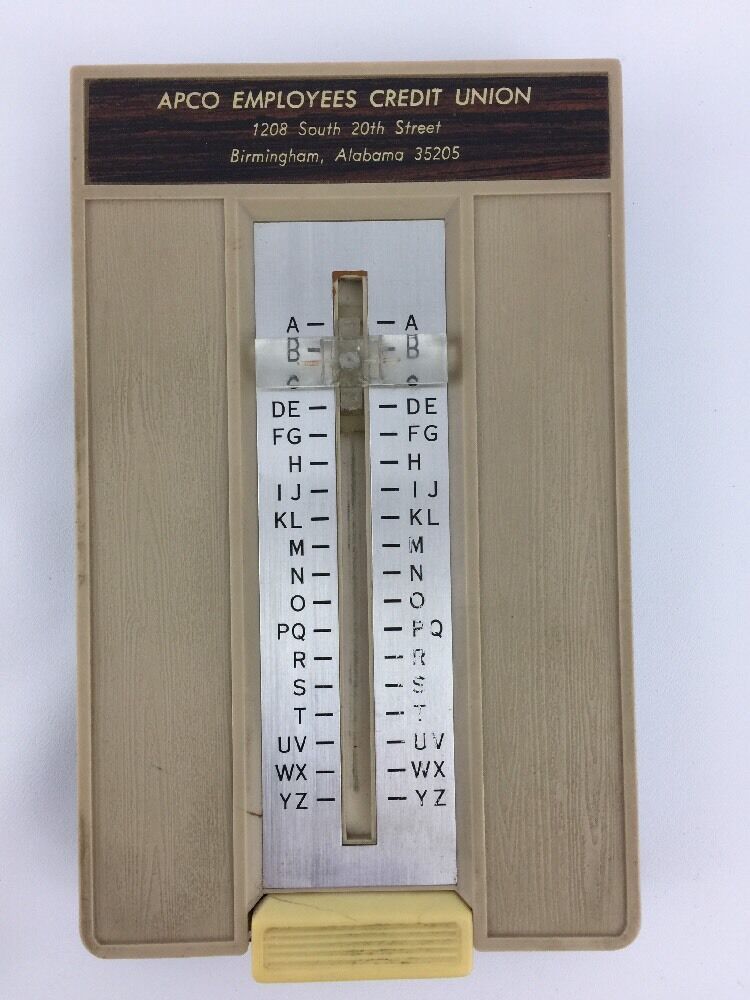 APCO EMPLOYEES CREDIT UNION
1208 South 20th Street
Birmingham, Alabama 35205
A A
B B
C C
DE DE
FG FG
H H
IJ IJ
KL KL
M M
N N
O O
PQ PQ
R R
S S
T T
UV UV
WX WX
YZ YZ